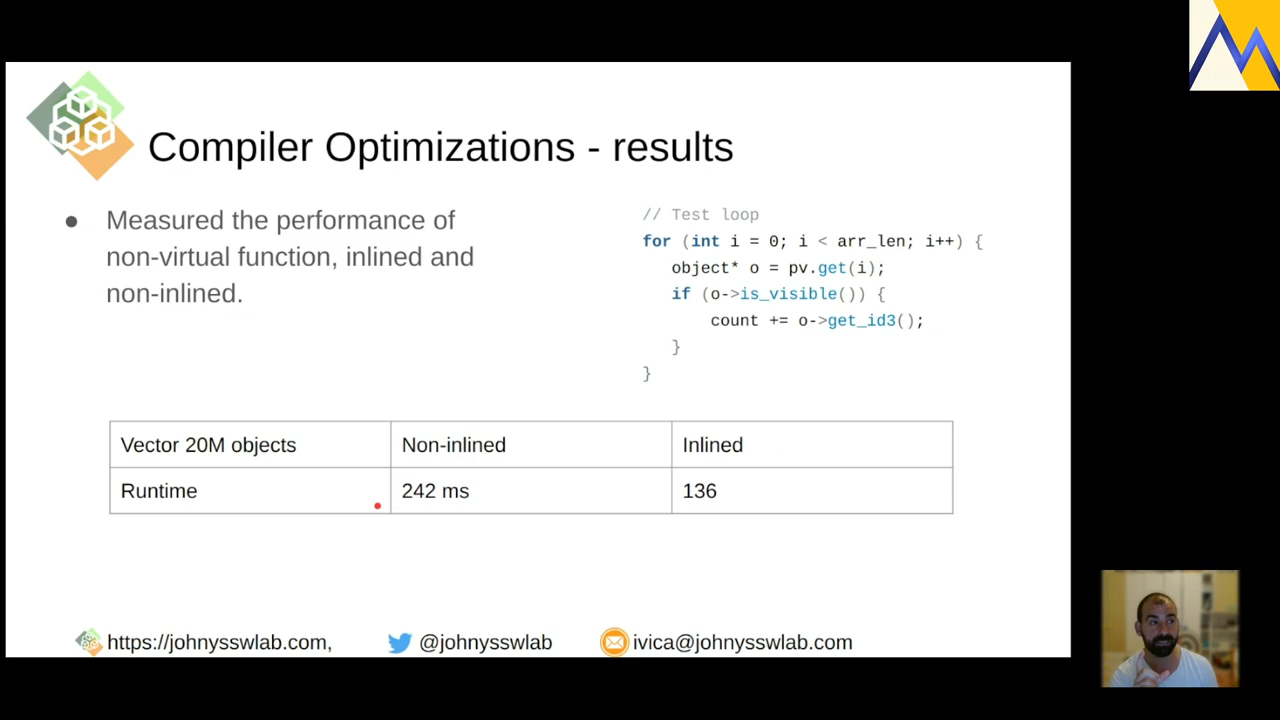 Compiler Optimizations - results
● Measured the performance of
non-virtual function, inlined and
non-inlined.
// Test loop
for (int i = 0; i < arr_len; i++) {
object* o = pv.get(i);
if (o->is_visible()) {
count += o->get_id3();
}
}
Vector 20M objects Non-inlined Inlined
Runtime 242 ms 136
https://johnysswlab.com, @johnysswlab ivica@johnysswlab.com